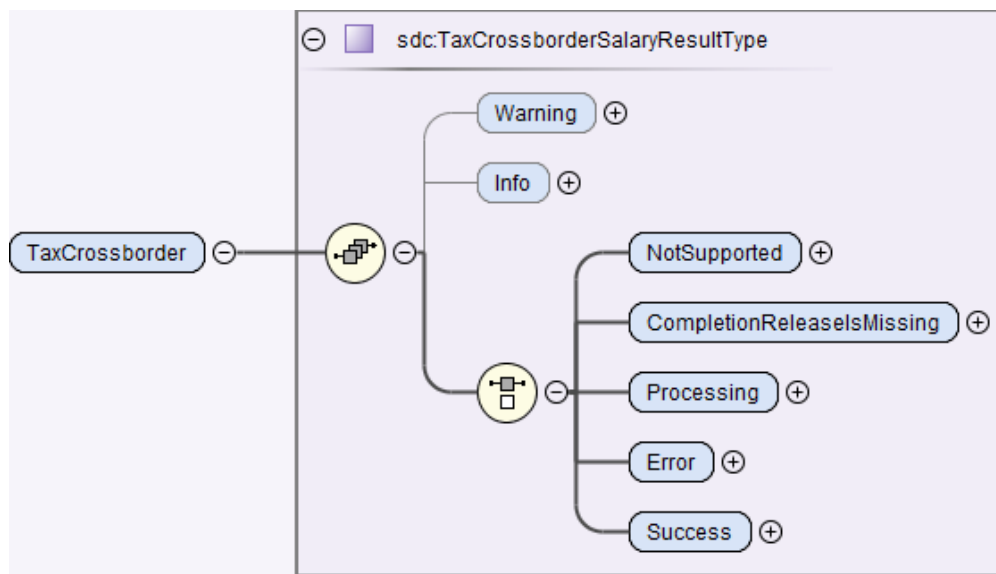 sdc:TaxCrossborderSalaryResultType
Warning
Info
TaxCrossborder
NotSupported
CompletionReleaseIsMissing
Processing
Error
Success